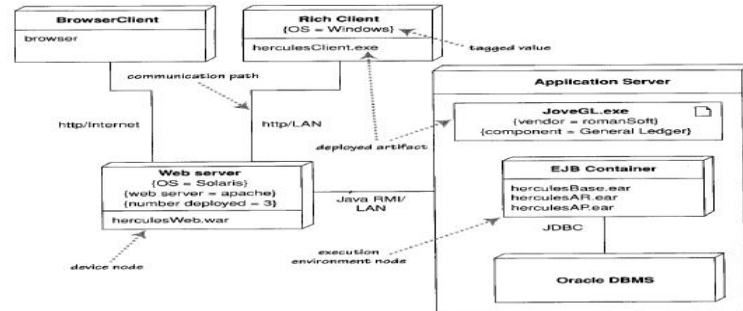 BrowserClient
browser
Rich Client
{OS = Windows}
herculesClient.exe
tagged value
communication path
http/Internet
http/LAN
deployed artifact
Application Server
JoveGL.exe
{vendor = romanSoft}
{component = General Ledger}
Web server
{OS = Solaris}
{web server = apache}
{number deployed = 3}
herculesWeb.war
Java RMI/
LAN
EJB Container
herculesBase.ear
herculesAR.ear
herculesAP.ear
JDBC
device node
execution
environment node
Oracle DBMS